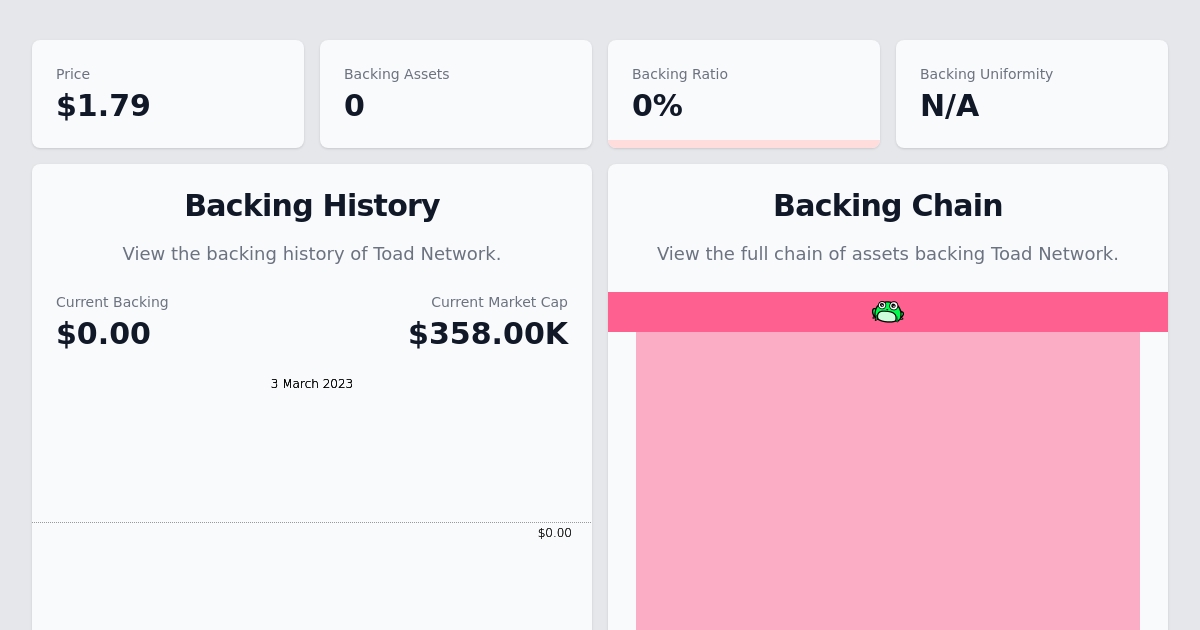 Price
$1.79
Backing Assets
0
Backing Ratio
0%
Backing Uniformity
N/A
Backing History
View the backing history of Toad Network.
Current Backing
$0.00
Current Market Cap
$358.00K
3 March 2023
$0.00
Backing Chain
View the full chain of assets backing Toad Network.